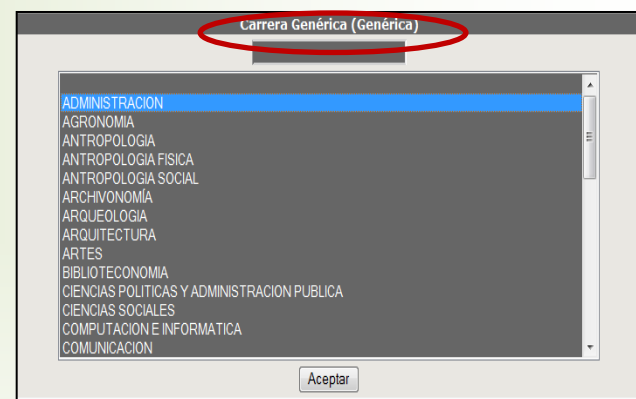 Carrera Genérica (Genérica)
ADMINISTRACION
AGRONOMIA
ANTROPOLOGIA
ANTROPOLOGIA FISICA
ANTROPOLOGIA SOCIAL
ARCHIVONOMÍA
ARQUEOLOGIA
ARQUITECTURA
ARTES
BIBLIOTECONOMIA
CIENCIAS POLITICAS Y ADMINISTRACION PUBLICA
CIENCIAS SOCIALES
COMPUTACION E INFORMATICA
COMUNICACION
Aceptar